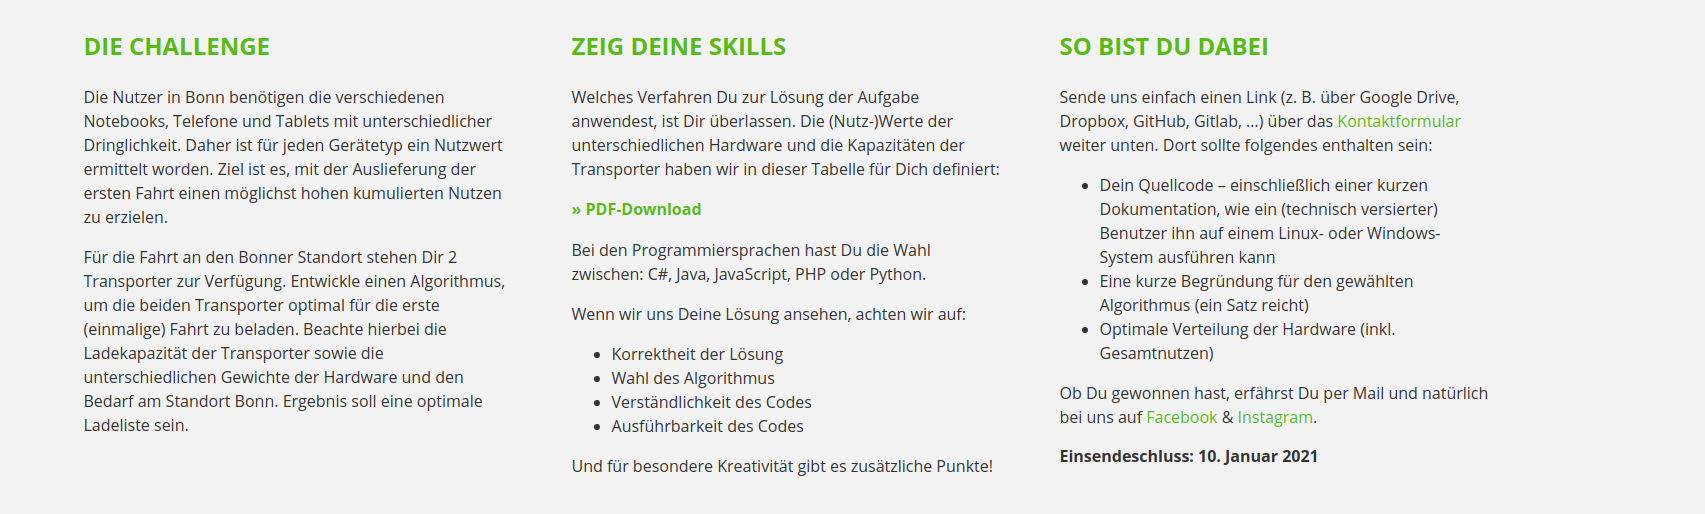 DIE CHALLENGE
Die Nutzer in Bonn benötigen die verschiedenen
Notebooks, Telefone und Tablets mit unterschiedlicher
Dringlichkeit. Daher ist für jeden Gerätetyp ein Nutzwert
ermittelt worden. Ziel ist es, mit der Auslieferung der
ersten Fahrt einen möglichst hohen kumulierten Nutzen
zu erzielen.
Für die Fahrt an den Bonner Standort stehen Dir 2
Transporter zur Verfügung. Entwickle einen Algorithmus,
um die beiden Transporter optimal für die erste
(einmalige) Fahrt zu beladen. Beachte hierbei die
Ladekapazität der Transporter sowie die
unterschiedlichen Gewichte der Hardware und den
Bedarf am Standort Bonn. Ergebnis soll eine optimale
Ladeliste sein.
ZEIG DEINE SKILLS
Welches Verfahren Du zur Lösung der Aufgabe
anwendest, ist Dir überlassen. Die (Nutz-)Werte der
unterschiedlichen Hardware und die Kapazitäten der
Transporter haben wir in dieser Tabelle für Dich definiert:
» PDF-Download
Bei den Programmiersprachen hast Du die Wahl
zwischen: C#, Java, JavaScript, PHP oder Python.
Wenn wir uns Deine Lösung ansehen, achten wir auf:
• Korrektheit der Lösung
• Wahl des Algorithmus
• Verständlichkeit des Codes
• Ausführbarkeit des Codes
Und für besondere Kreativität gibt es zusätzliche Punkte!
SO BIST DU DABEI
Sende uns einfach einen Link (z. B. über Google Drive,
Dropbox, GitHub, Gitlab, ...) über das Kontaktformular
weiter unten. Dort sollte folgendes enthalten sein:
• Dein Quellcode – einschließlich einer kurzen
Dokumentation, wie ein (technisch versierter)
Benutzer ihn auf einem Linux- oder Windows-
System ausführen kann
• Eine kurze Begründung für den gewählten
Algorithmus (ein Satz reicht)
• Optimale Verteilung der Hardware (inkl.
Gesamtnutzen)
Ob Du gewonnen hast, erfährst Du per Mail und natürlich
bei uns auf Facebook & Instagram.
Einsendeschluss: 10. Januar 2021